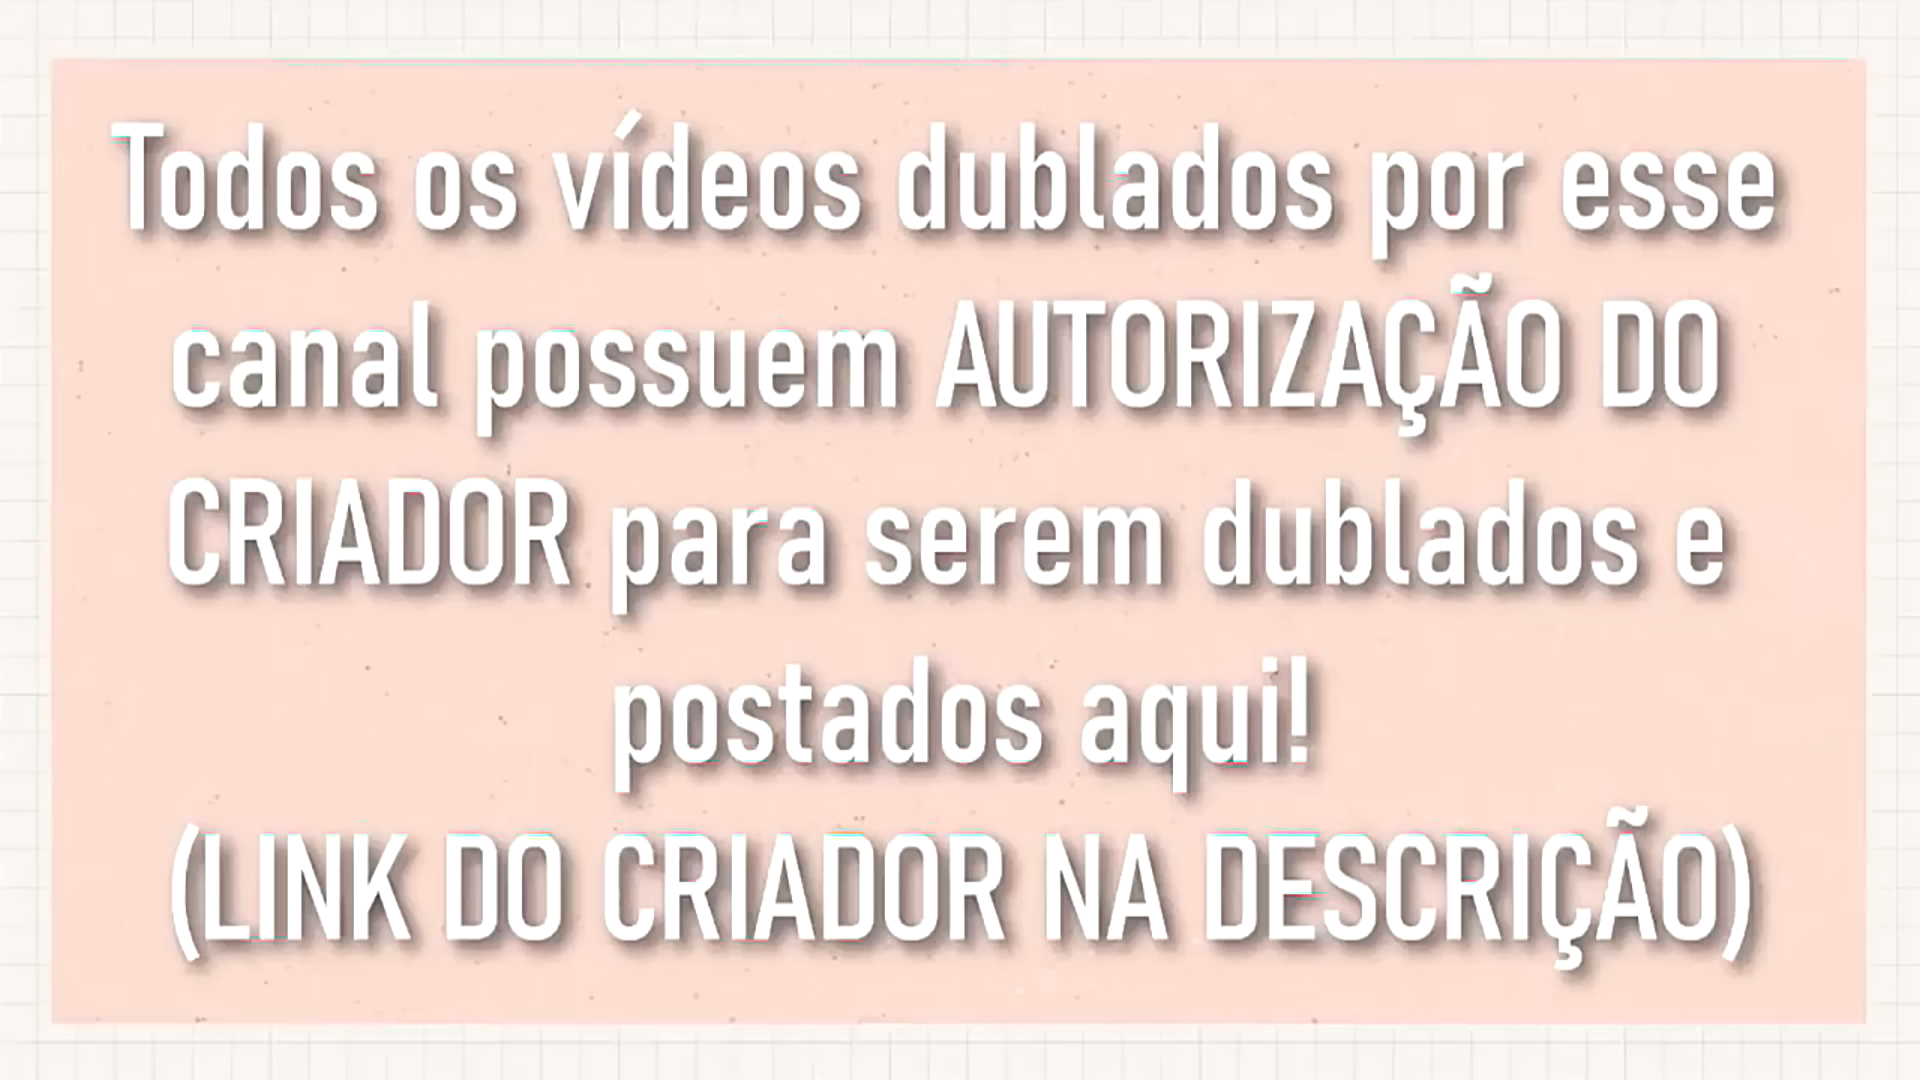 Todos os vídeos dublados por esse
canal possuem AUTORIZAÇÃO DO
CRIADOR para serem dublados e
postados aqui!
(LINK DO CRIADOR NA DESCRIÇÃO)